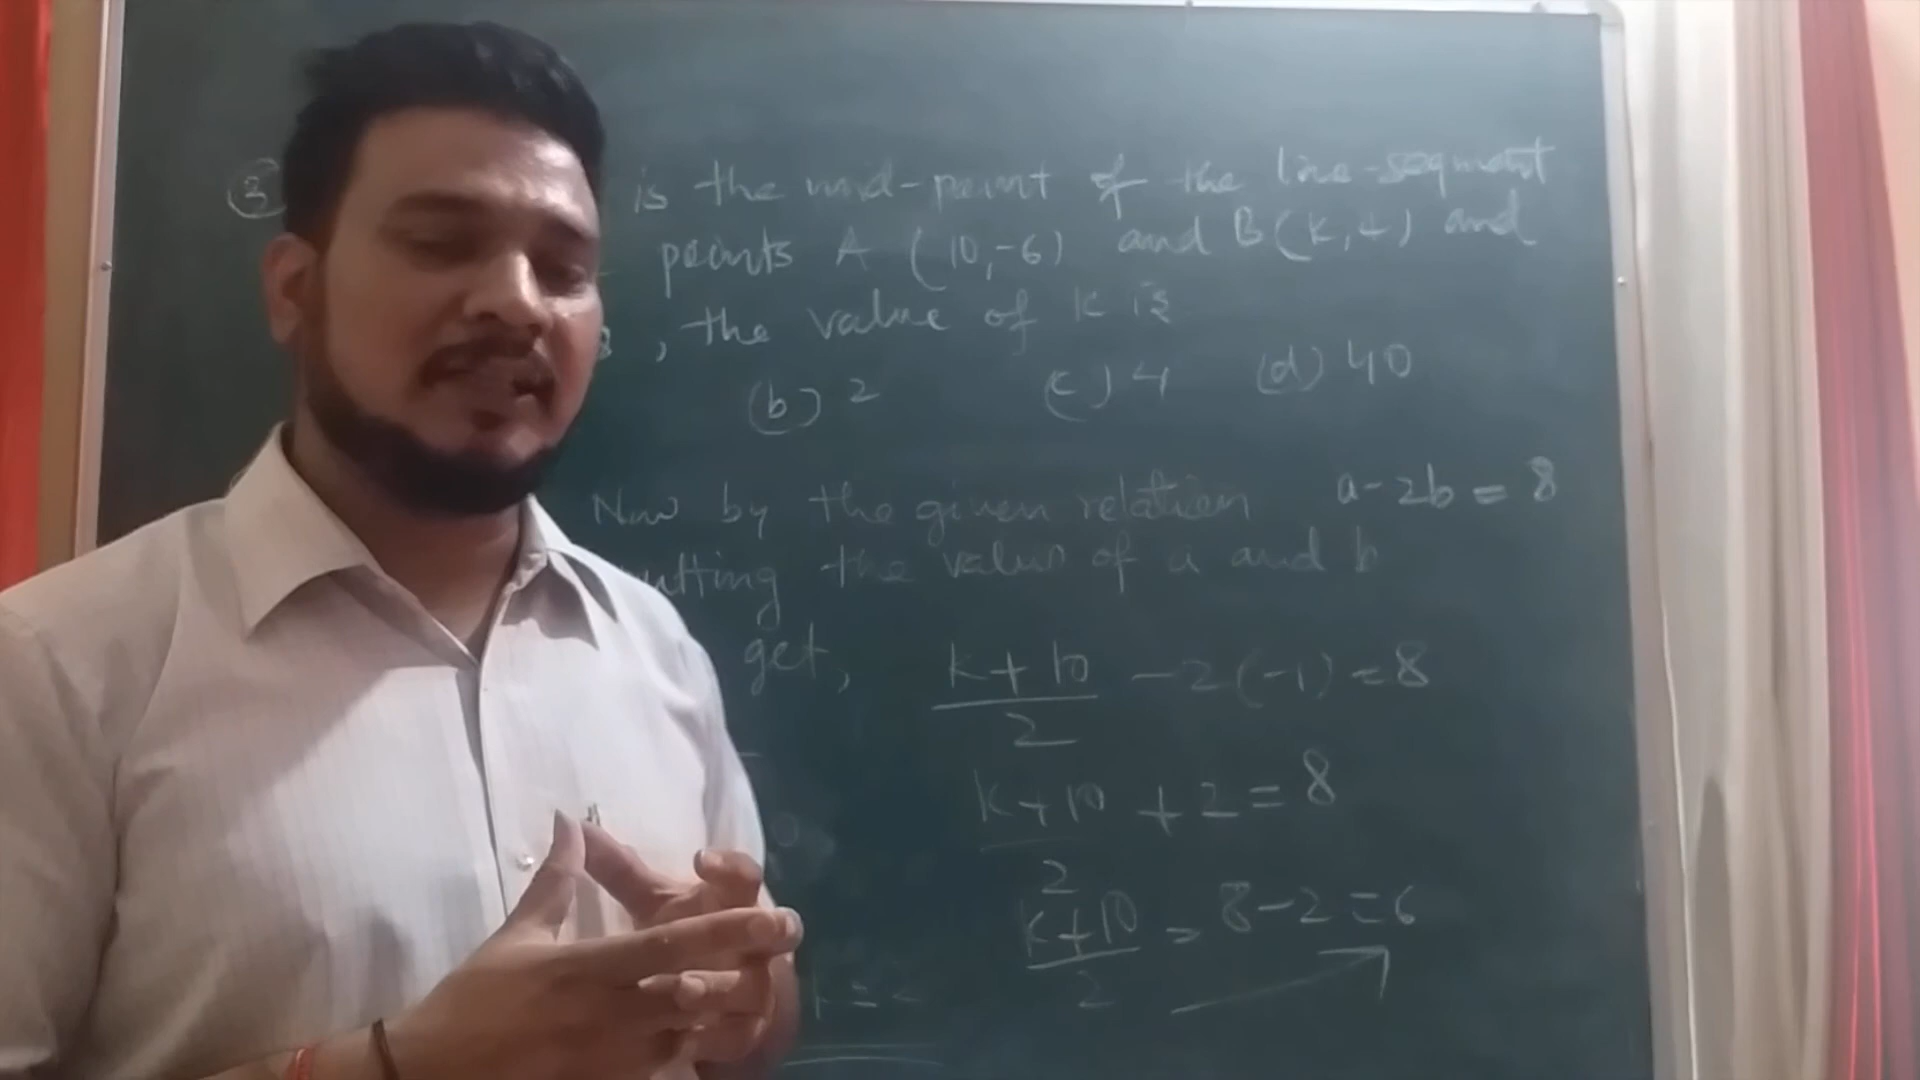 ③ is the mid-point of the line-segment
points A (10,-6) and B(k,4) and
8, the value of k is
(b) 2 (c) 4 (d) 40
Now by the given relation a-2b = 8
utting the value of a and b
get, k+10/2 -2(-1) = 8
k+10/2 + 2 = 8
k+10/2 = 8-2 = 6